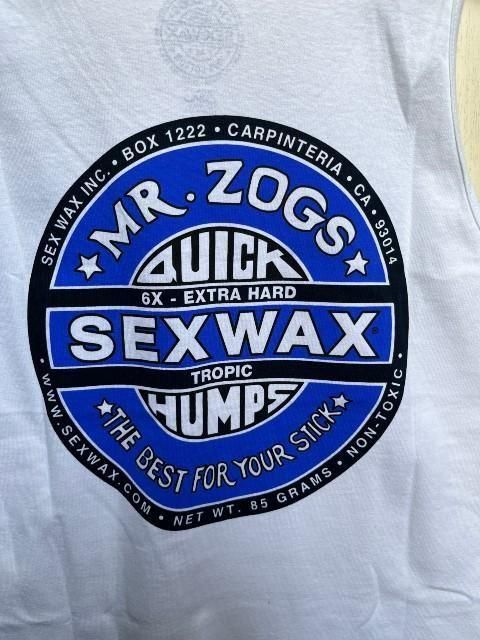 SEXWAX
SEX WAX INC. • BOX 1222 • CARPINTERIA • CA • 93014
MR. ZOGS
QUICK
6X - EXTRA HARD
SEXWAX®
TROPIC
HUMPS
THE BEST FOR YOUR STICK
• WWW.SEXWAX.COM • NET WT. 85 GRAMS • NON-TOXIC •